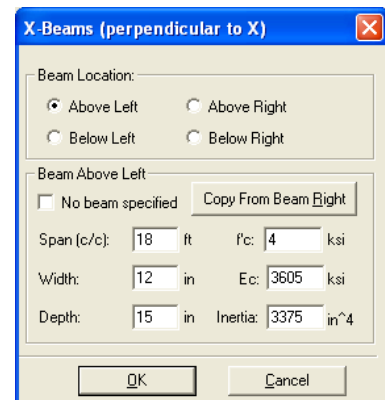 X-Beams (perpendicular to X)
Beam Location:
Above Left Above Right
Below Left Below Right
Beam Above Left
No beam specified Copy From Beam Right
Span (c/c): 18 ft f'c: 4 ksi
Width: 12 in Ec: 3605 ksi
Depth: 15 in Inertia: 3375 in^4
OK Cancel